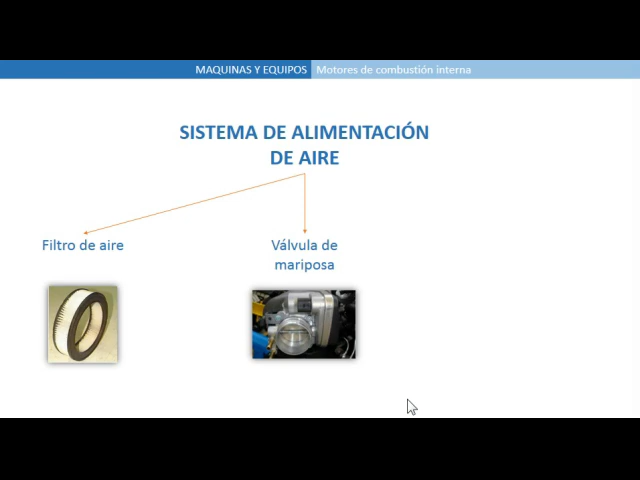 MAQUINAS Y EQUIPOS Motores de combustión interna
SISTEMA DE ALIMENTACIÓN
DE AIRE
Filtro de aire
Válvula de
mariposa